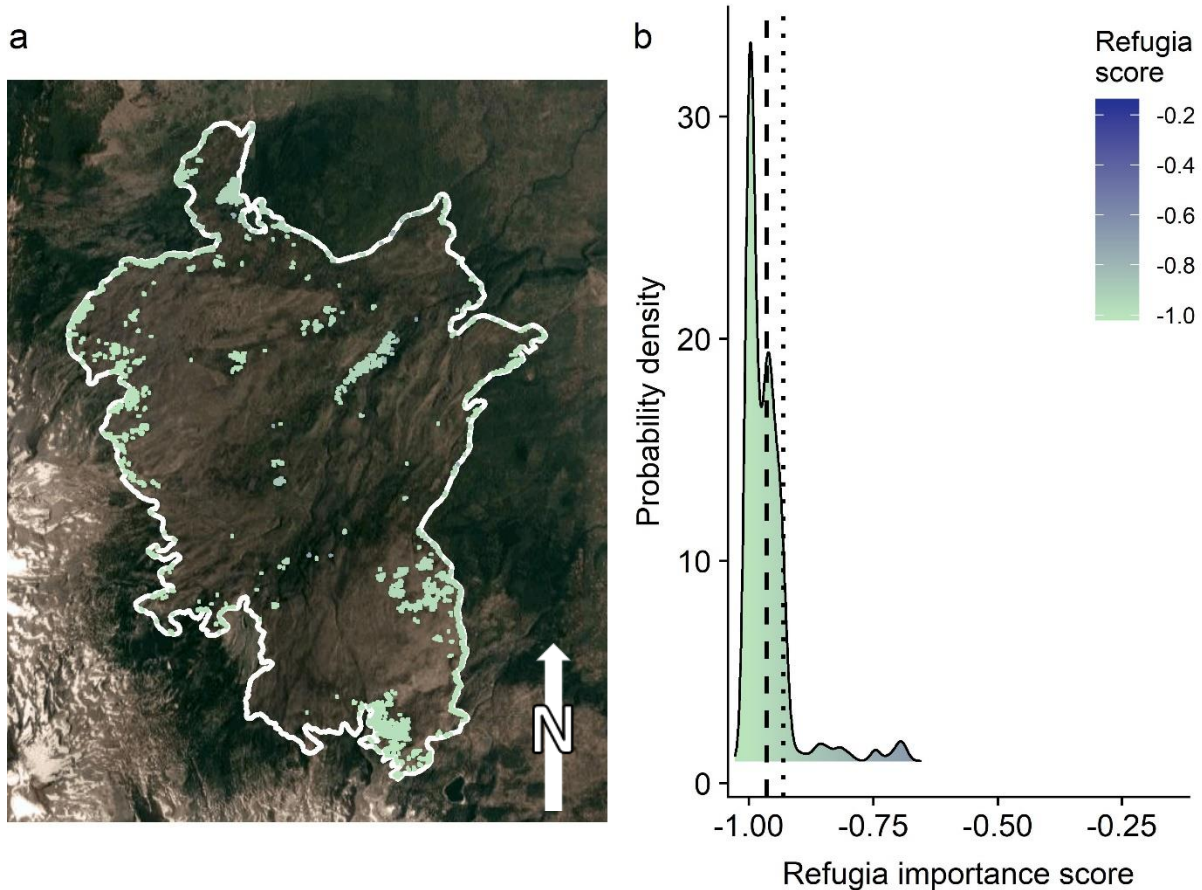 a
N
b
Probability density
30
20
10
0
-1.00
-0.75
-0.50
-0.25
Refugia importance score
Refugia
score
-0.2
-0.4
-0.6
-0.8
-1.0